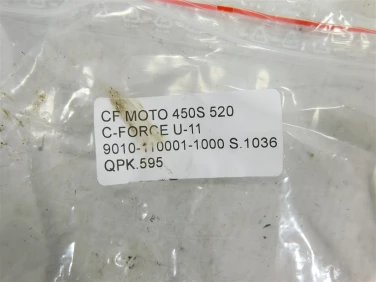 CF MOTO 450S 520
C-FORCE U-11
9010-110001-1000 S.1036
QPK.595